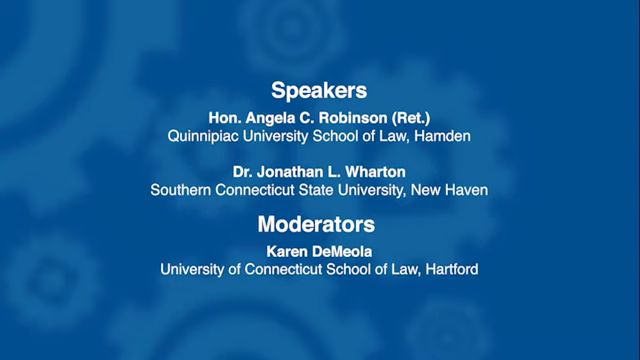 Speakers
Hon. Angela C. Robinson (Ret.)
Quinnipiac University School of Law, Hamden
Dr. Jonathan L. Wharton
Southern Connecticut State University, New Haven
Moderators
Karen DeMeola
University of Connecticut School of Law, Hartford